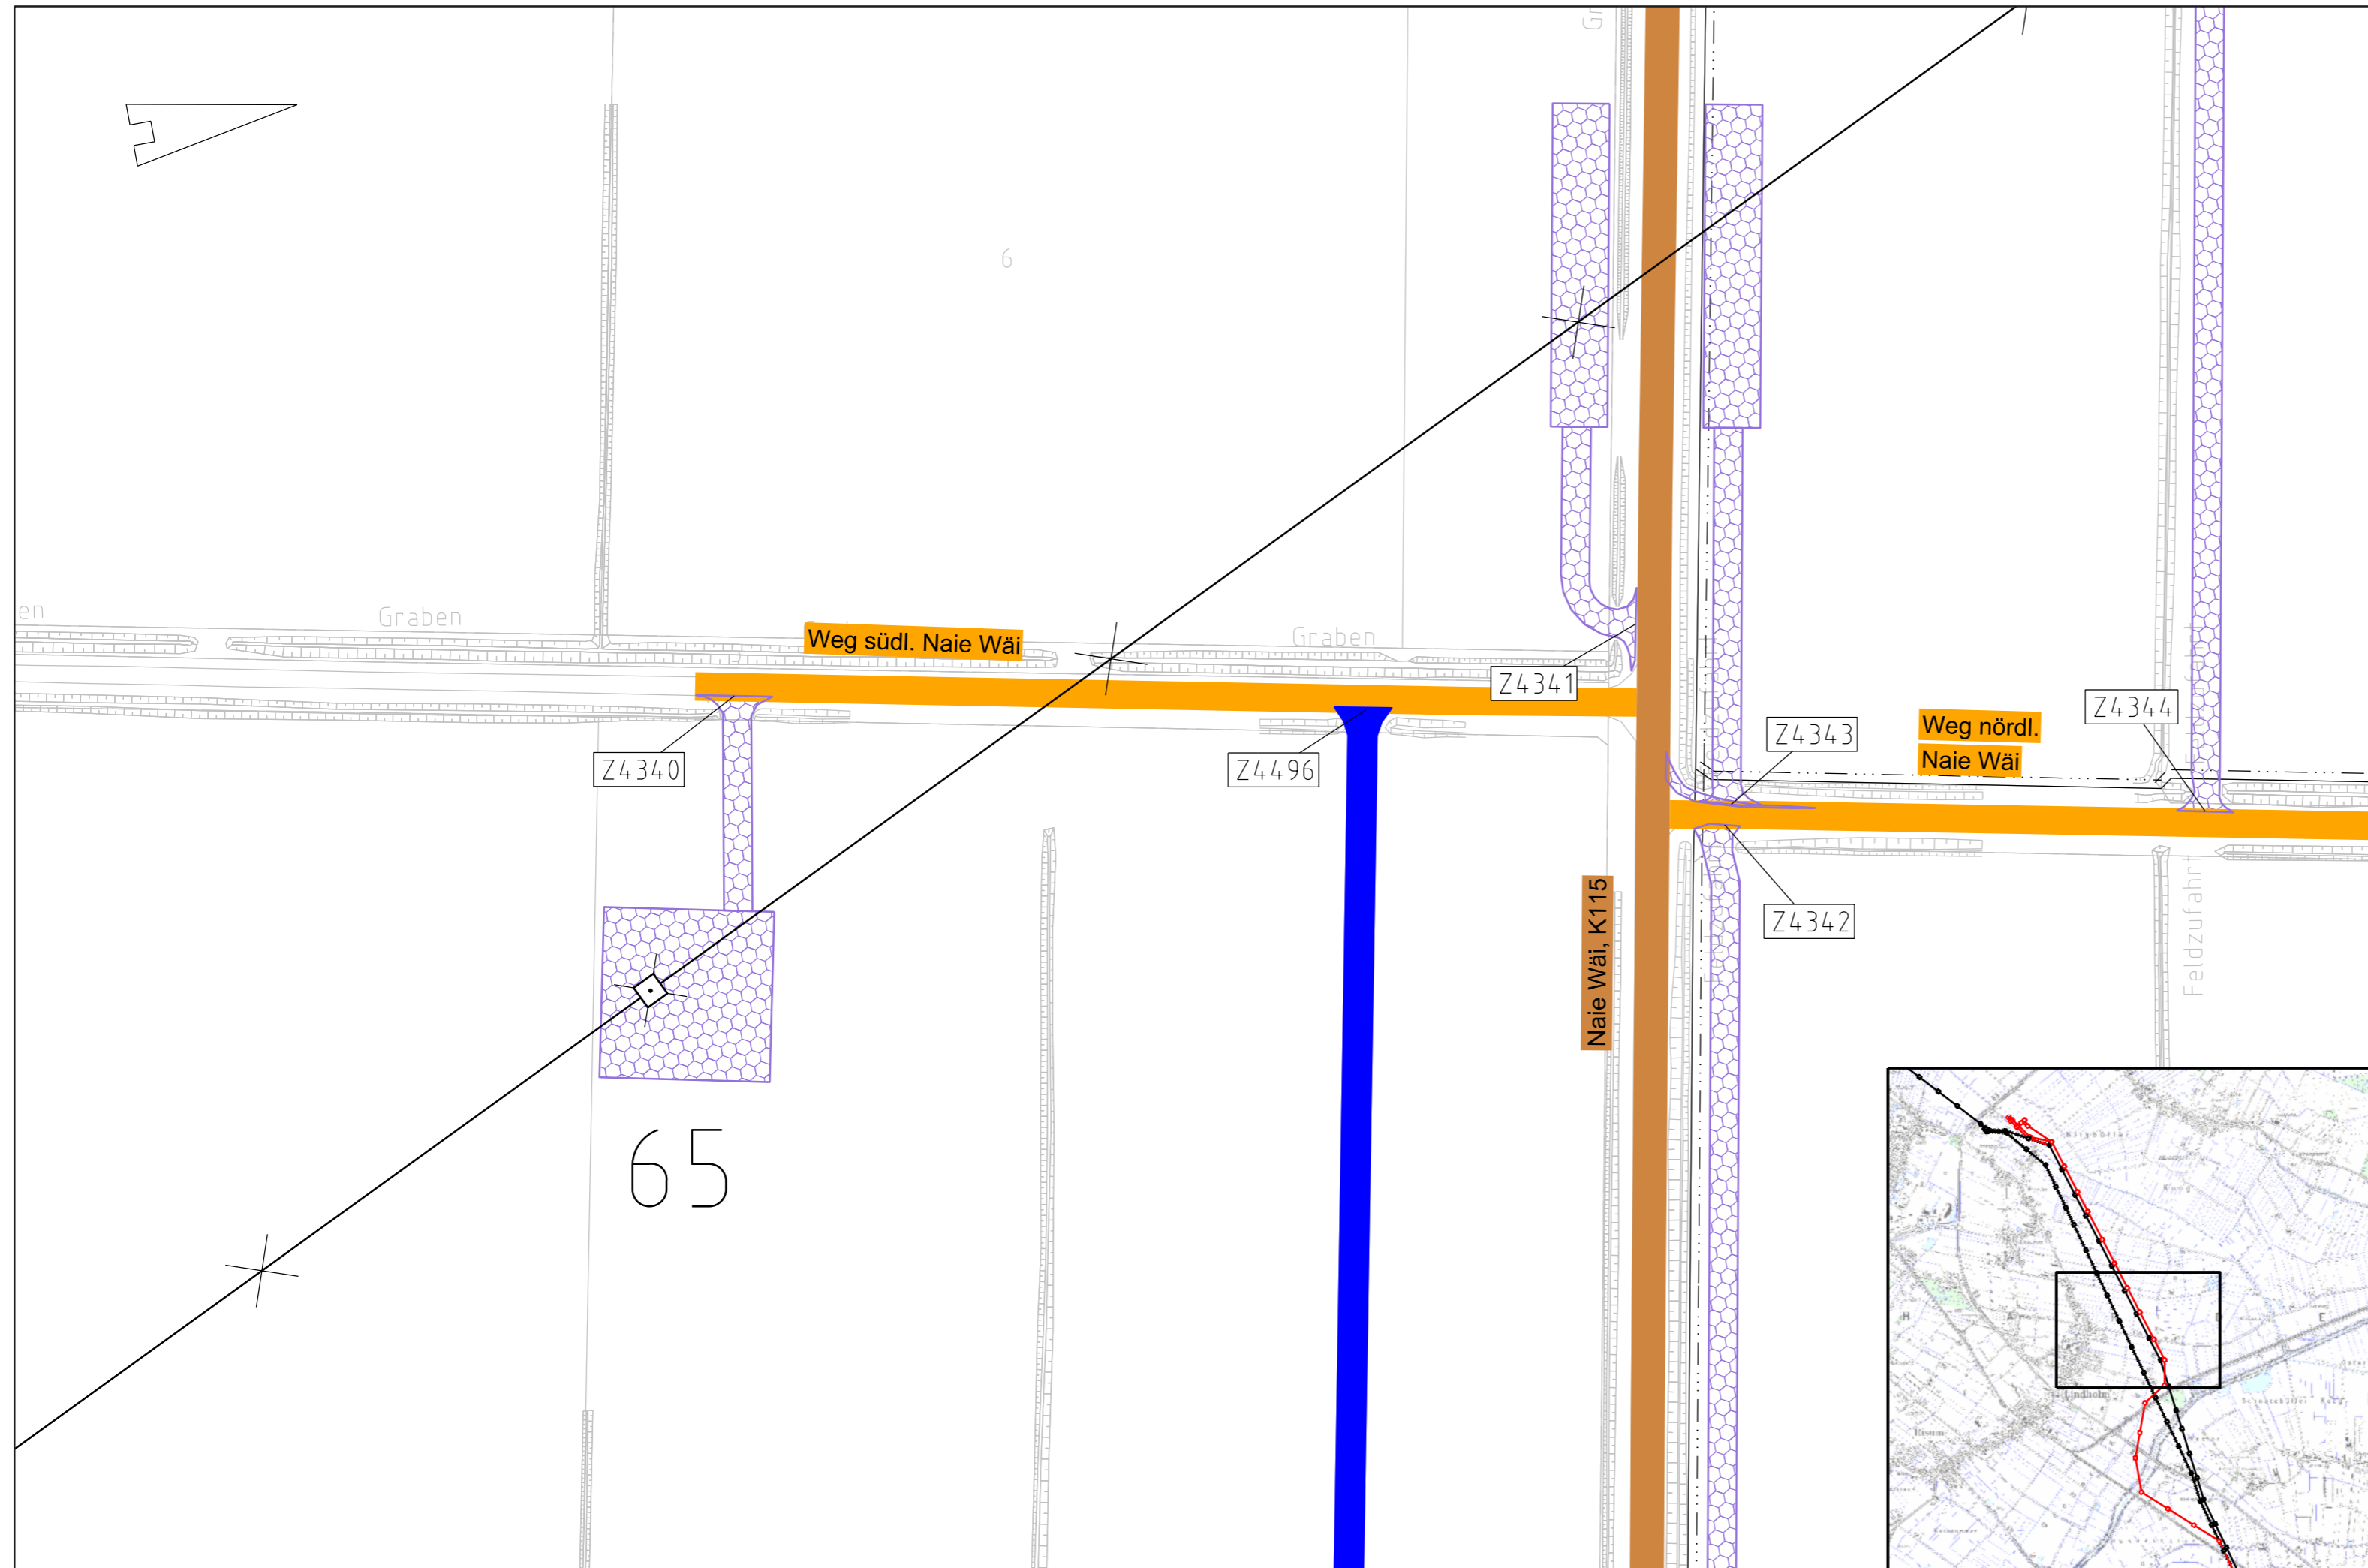 6
en
Graben
Weg südl. Naie Wäi
Graben
Z4341
Z4340
Z4496
Z4343
Weg nördl.
Naie Wäi
Z4344
Z4342
Naie Wäi, K115
Feldzufahrt
65
Lindholm